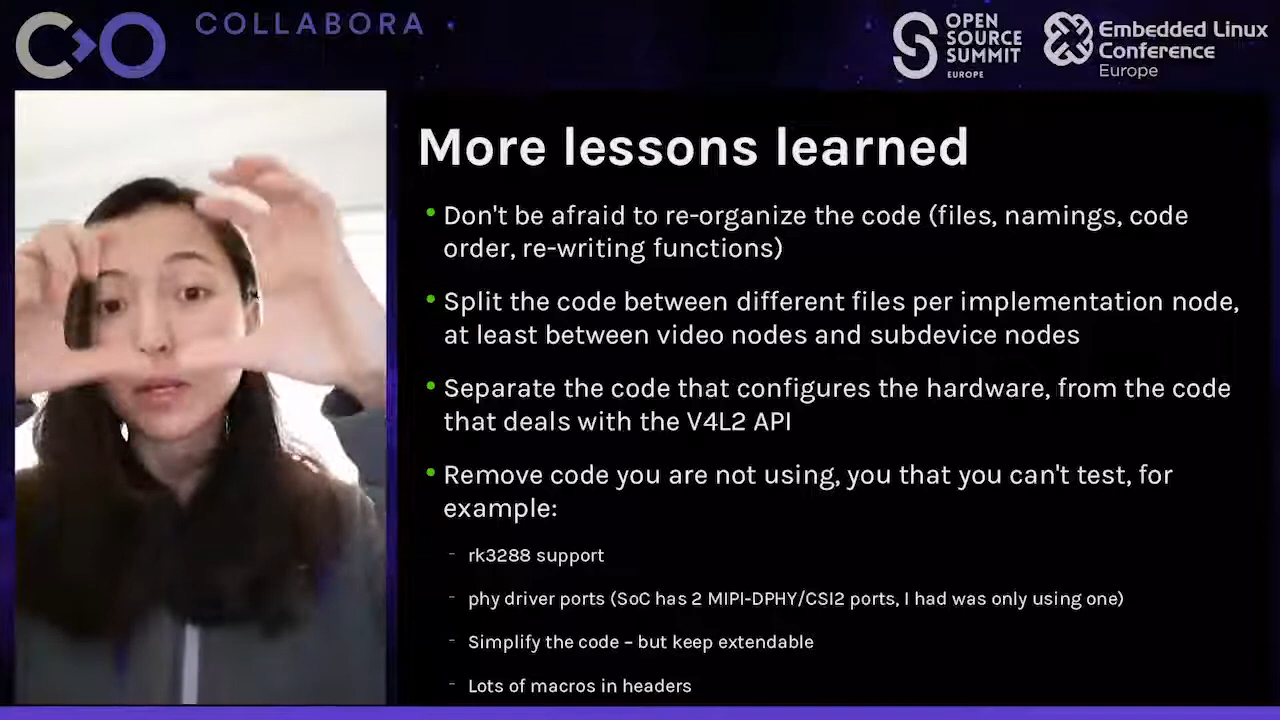 COLLABORA
OPEN
SOURCE
SUMMIT
EUROPE
Embedded Linux
Conference
Europe
More lessons learned
• Don't be afraid to re-organize the code (files, namings, code
order, re-writing functions)
• Split the code between different files per implementation node,
at least between video nodes and subdevice nodes
• Separate the code that configures the hardware, from the code
that deals with the V4L2 API
• Remove code you are not using, you that you can't test, for
example:
- rk3288 support
- phy driver ports (SoC has 2 MIPI-DPHY/CSI2 ports, I had was only using one)
- Simplify the code – but keep extendable
- Lots of macros in headers